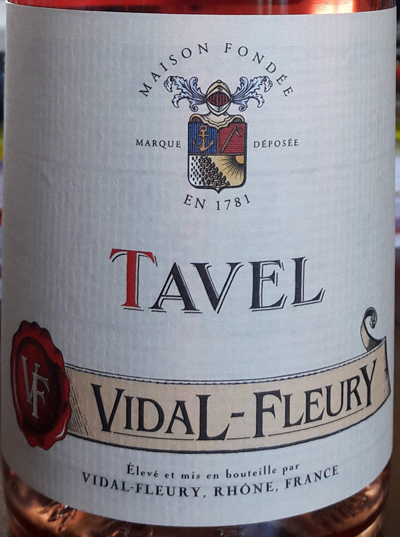 MAISON FONDÉE
MARQUE DÉPOSÉE
EN 1781
TAVEL
VF
VIDAL-FLEURY
Élevé et mis en bouteille par
VIDAL-FLEURY, RHÔNE, FRANCE